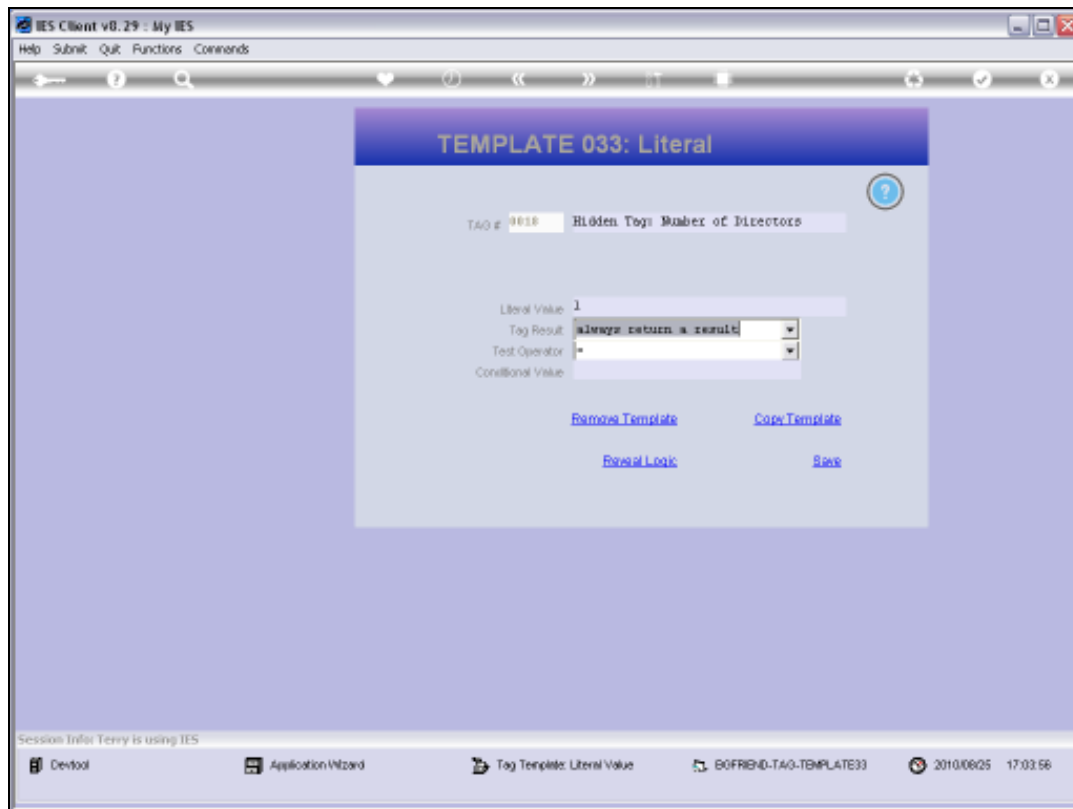 IES Client v8.29 : My IES
Help Submit Quit Functions Commands
TEMPLATE 033: Literal
TAG # 0018 Hidden Tag: Number of Directors
Literal Value 1
Tag Result always return a result
Test Operator =
Conditional Value
Remove Template Copy Template
Reveal Logic Save
Session Info: Terry is using IES
Devtool Application Wizard Tag Template: Literal Value BOFRIEND-TAG-TEMPLATE33 2010/08/25 17:03:56